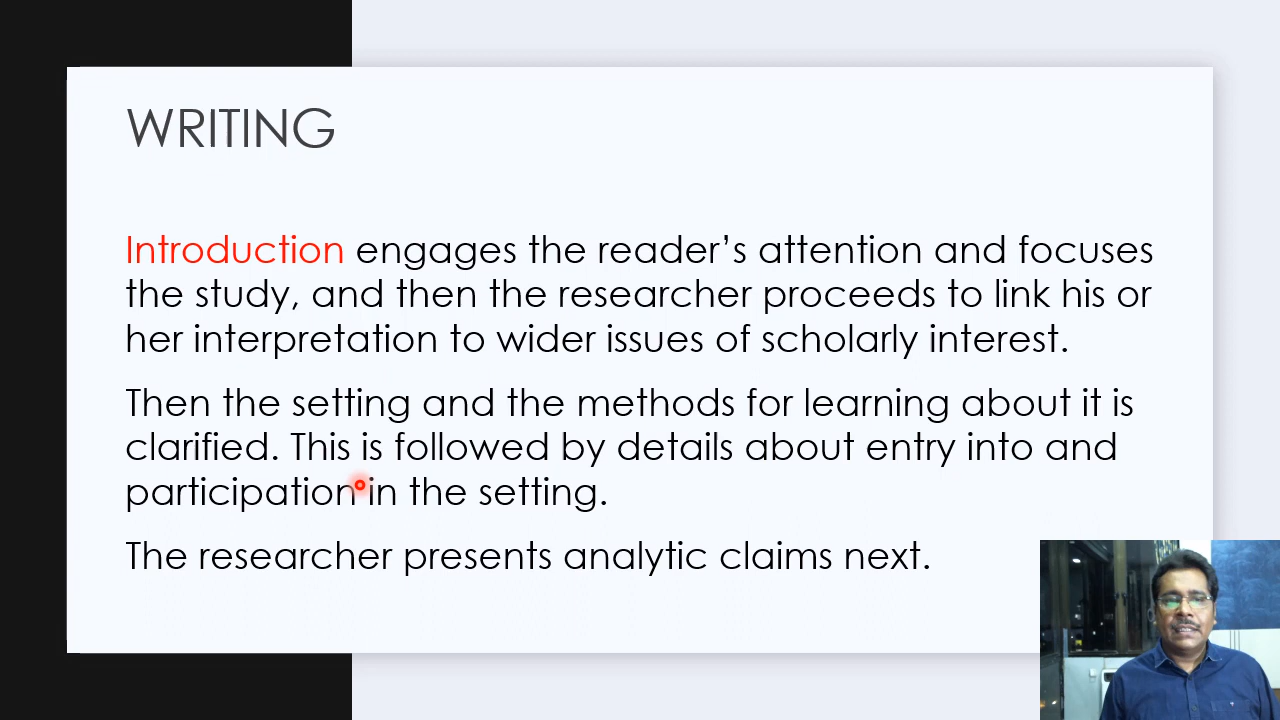 WRITING
Introduction engages the reader’s attention and focuses
the study, and then the researcher proceeds to link his or
her interpretation to wider issues of scholarly interest.
Then the setting and the methods for learning about it is
clarified. This is followed by details about entry into and
participation in the setting.
The researcher presents analytic claims next.